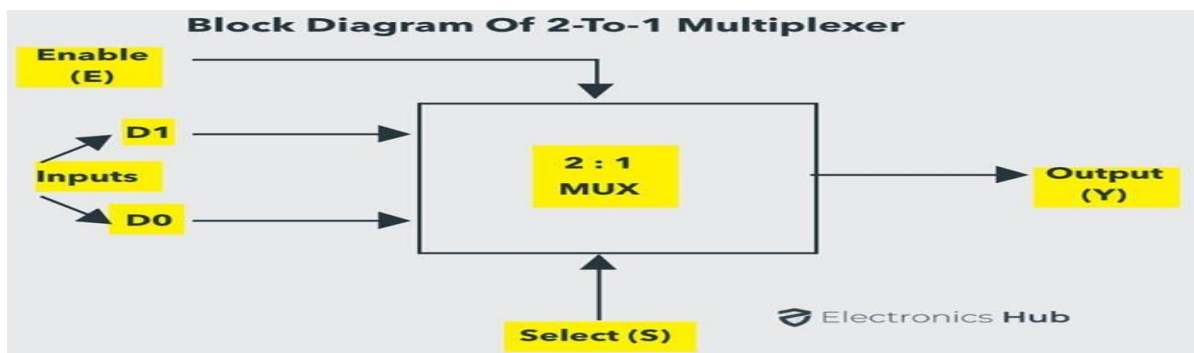 Block Diagram Of 2-To-1 Multiplexer
Enable
(E)
D1
Inputs
D0
2 : 1
MUX
Output
(Y)
Select (S)
Electronics Hub